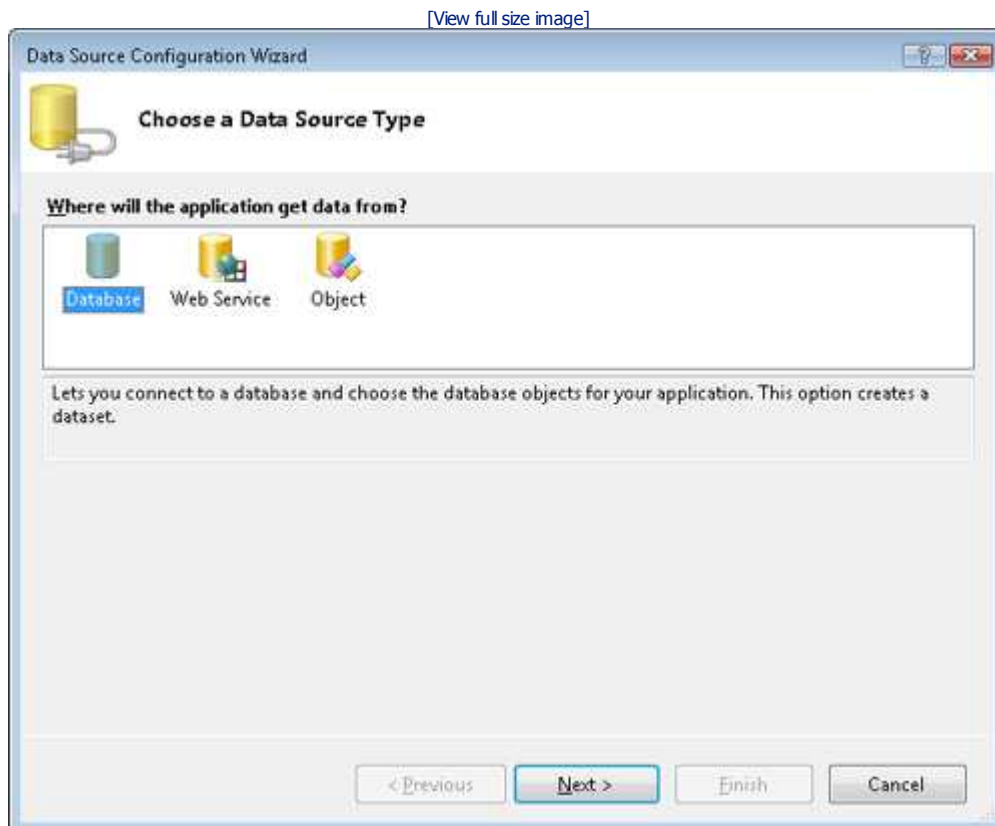 [View full size image]
Data Source Configuration Wizard
Choose a Data Source Type
Where will the application get data from?
Database Web Service Object
Lets you connect to a database and choose the database objects for your application. This option creates a
dataset.
< Previous Next > Finish Cancel